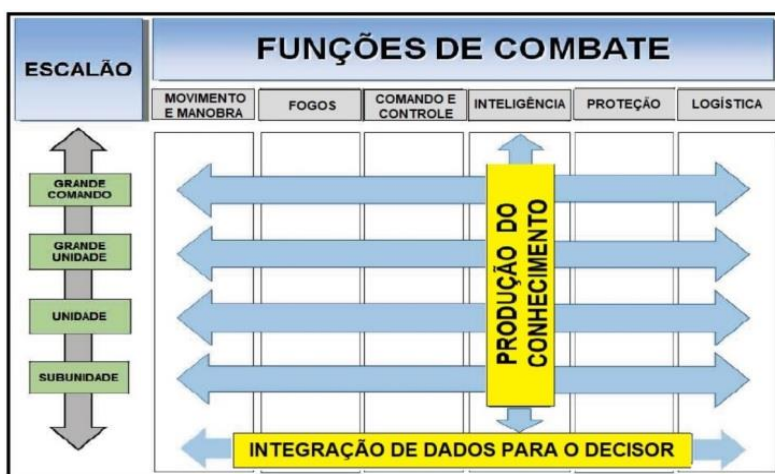 ESCALÃO
FUNÇÕES DE COMBATE
MOVIMENTO
E MANOBRA
FOGOS
COMANDO E
CONTROLE
INTELIGÊNCIA
PROTEÇÃO
LOGÍSTICA
GRANDE
COMANDO
GRANDE
UNIDADE
UNIDADE
SUBUNIDADE
PRODUÇÃO DO
CONHECIMENTO
INTEGRAÇÃO DE DADOS PARA O DECISOR